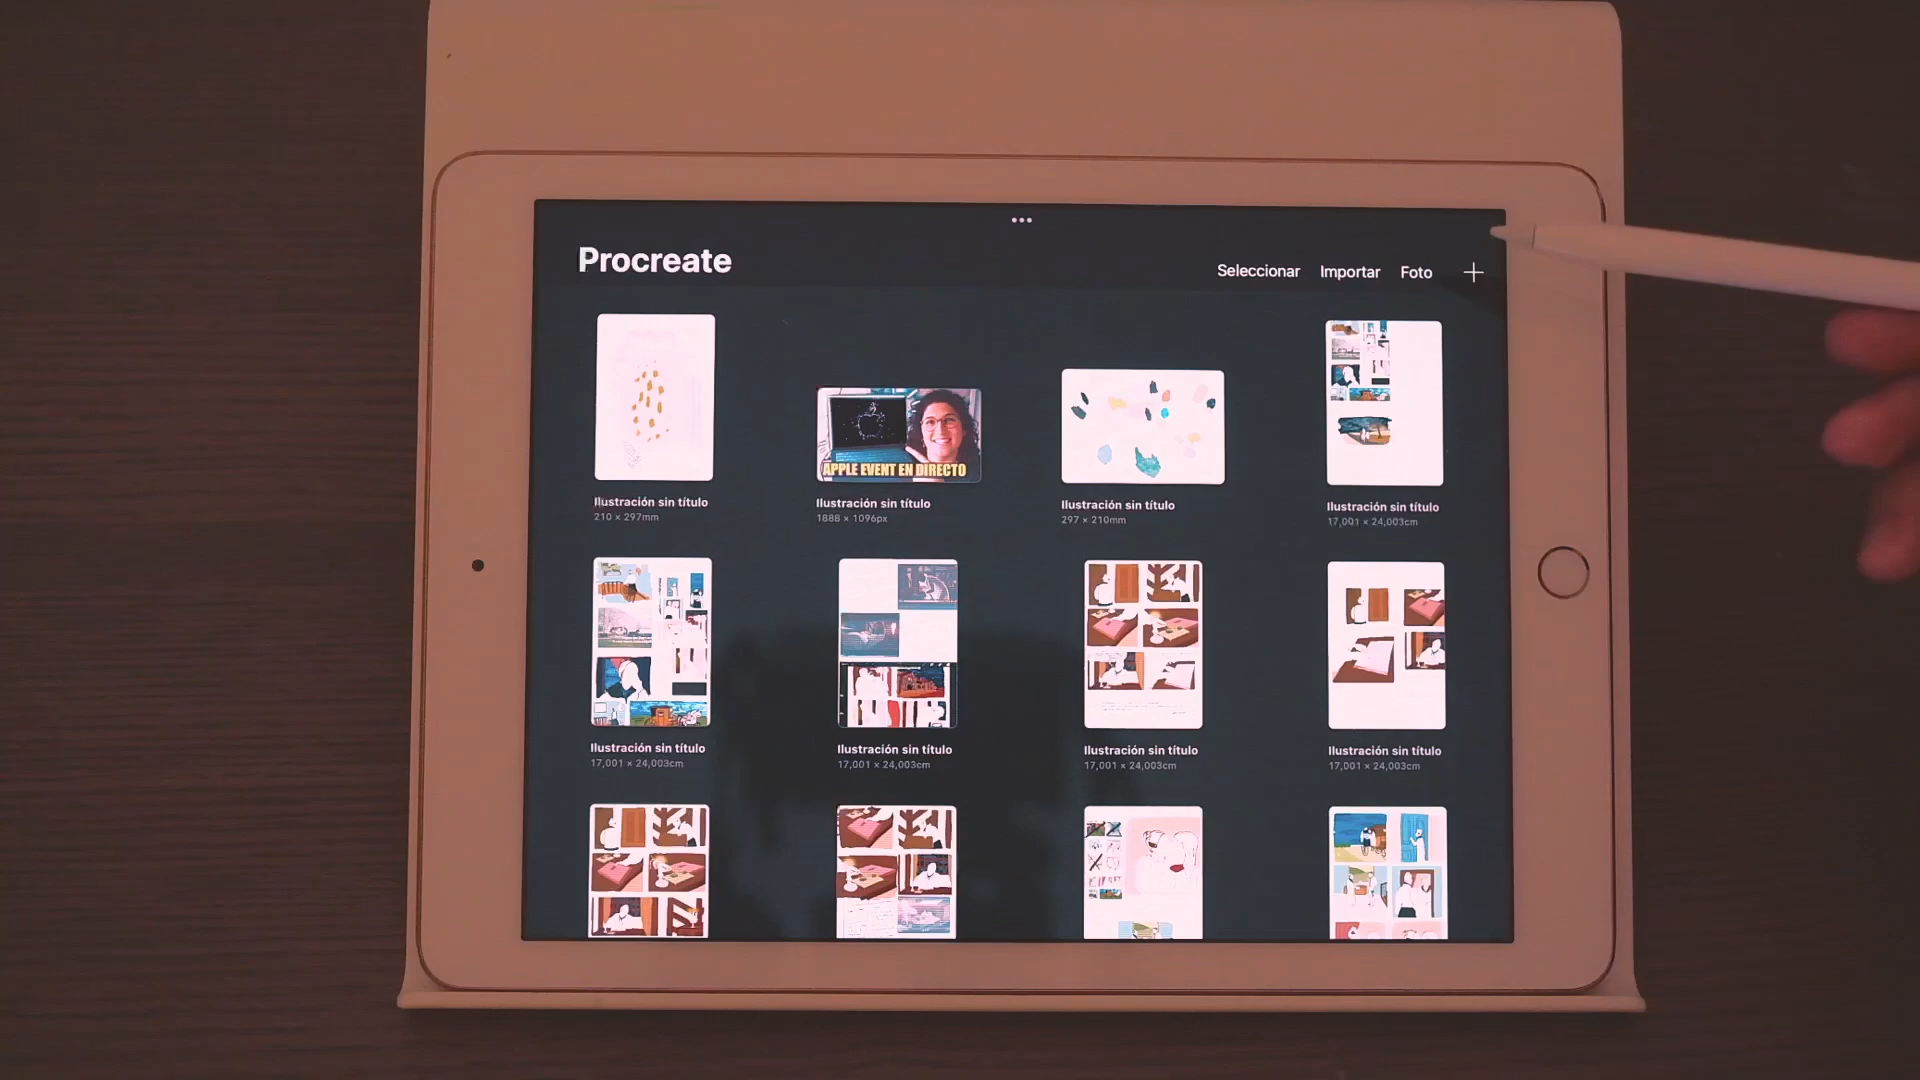 Procreate
Seleccionar Importar Foto
APPLE EVENT EN DIRECTO
Ilustración sin título
210 × 297mm
Ilustración sin título
1888 × 1096px
Ilustración sin título
297 × 210mm
Ilustración sin título
17,001 × 24,003cm
Ilustración sin título
17,001 × 24,003cm
Ilustración sin título
17,001 × 24,003cm
Ilustración sin título
17,001 × 24,003cm
Ilustración sin título
17,001 × 24,003cm